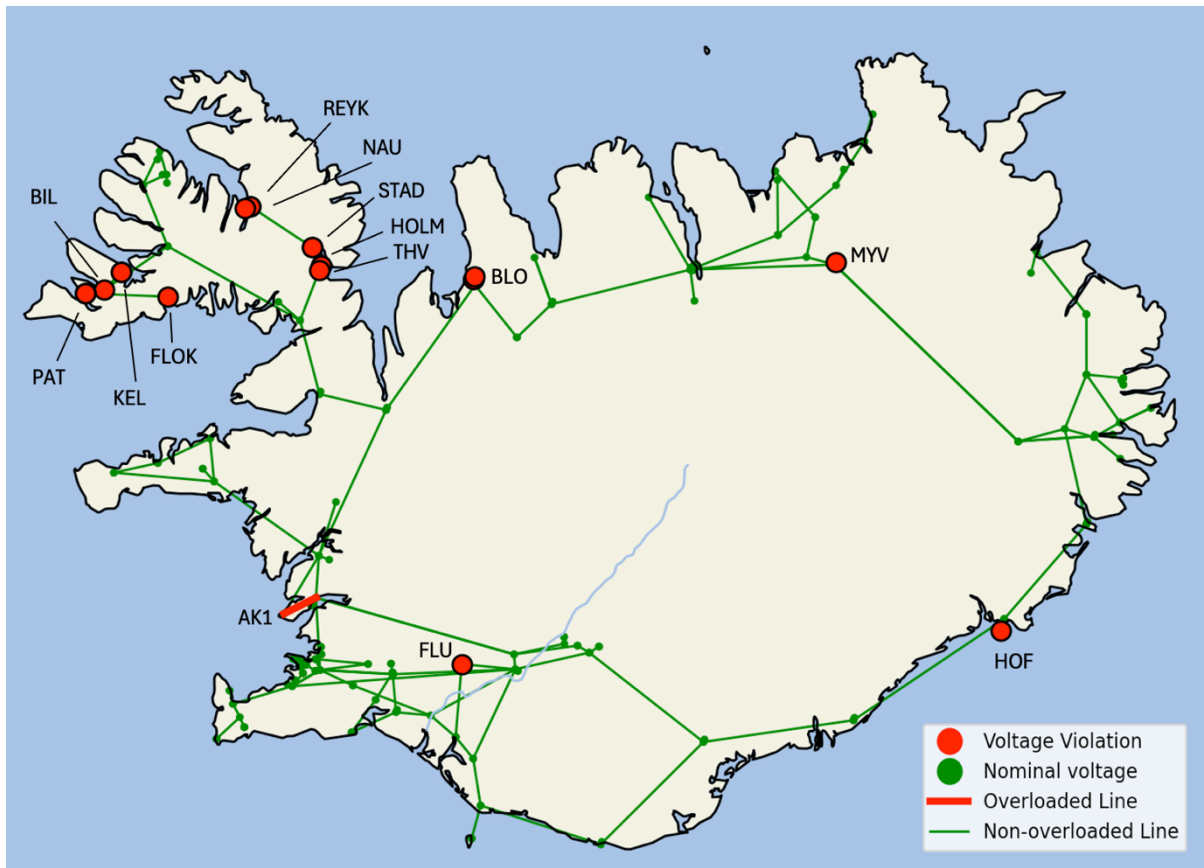 REYK
NAU
STAD
BIL
HOLM
THV
BLO
MYV
FLOK
PAT
KEL
AK1
FLU
HOF
Voltage Violation
Nominal voltage
Overloaded Line
Non-overloaded Line